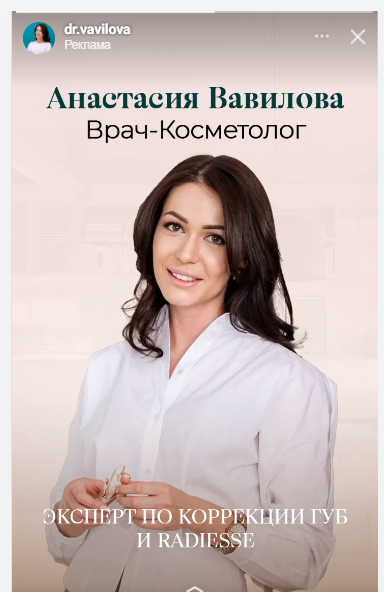 dr.vavilova
Реклама
Анастасия Вавилова
Врач-Косметолог
ЭКСПЕРТ ПО КОРРЕКЦИИ ГУБ
И RADIESSE